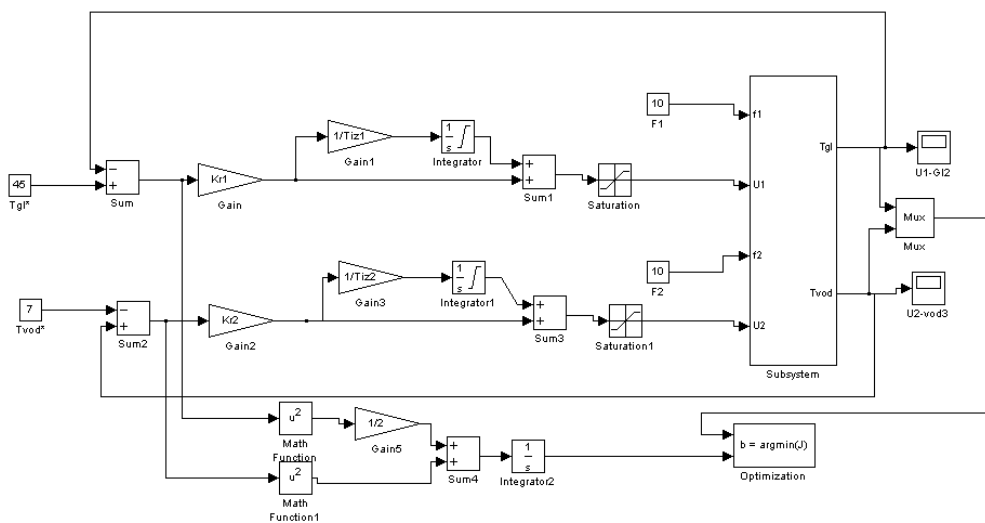 10
F1
f1
1/Tiz1
Gain1
1
s
Integrator
Tgl
U1-Gl2
45
Tgl*
−
+
Sum
Kr1
Gain
+
+
Sum1
Saturation
U1
Mux
Mux
10
F2
f2
1/Tiz2
Gain3
1
s
Integrator1
Tvod
U2-vod3
7
Tvod*
−
+
Sum2
Kr2
Gain2
+
+
Sum3
Saturation1
U2
Subsystem
u2
Math
Function
1/2
Gain5
+
+
Sum4
1
s
Integrator2
b = argmin(J)
Optimization
u2
Math
Function1